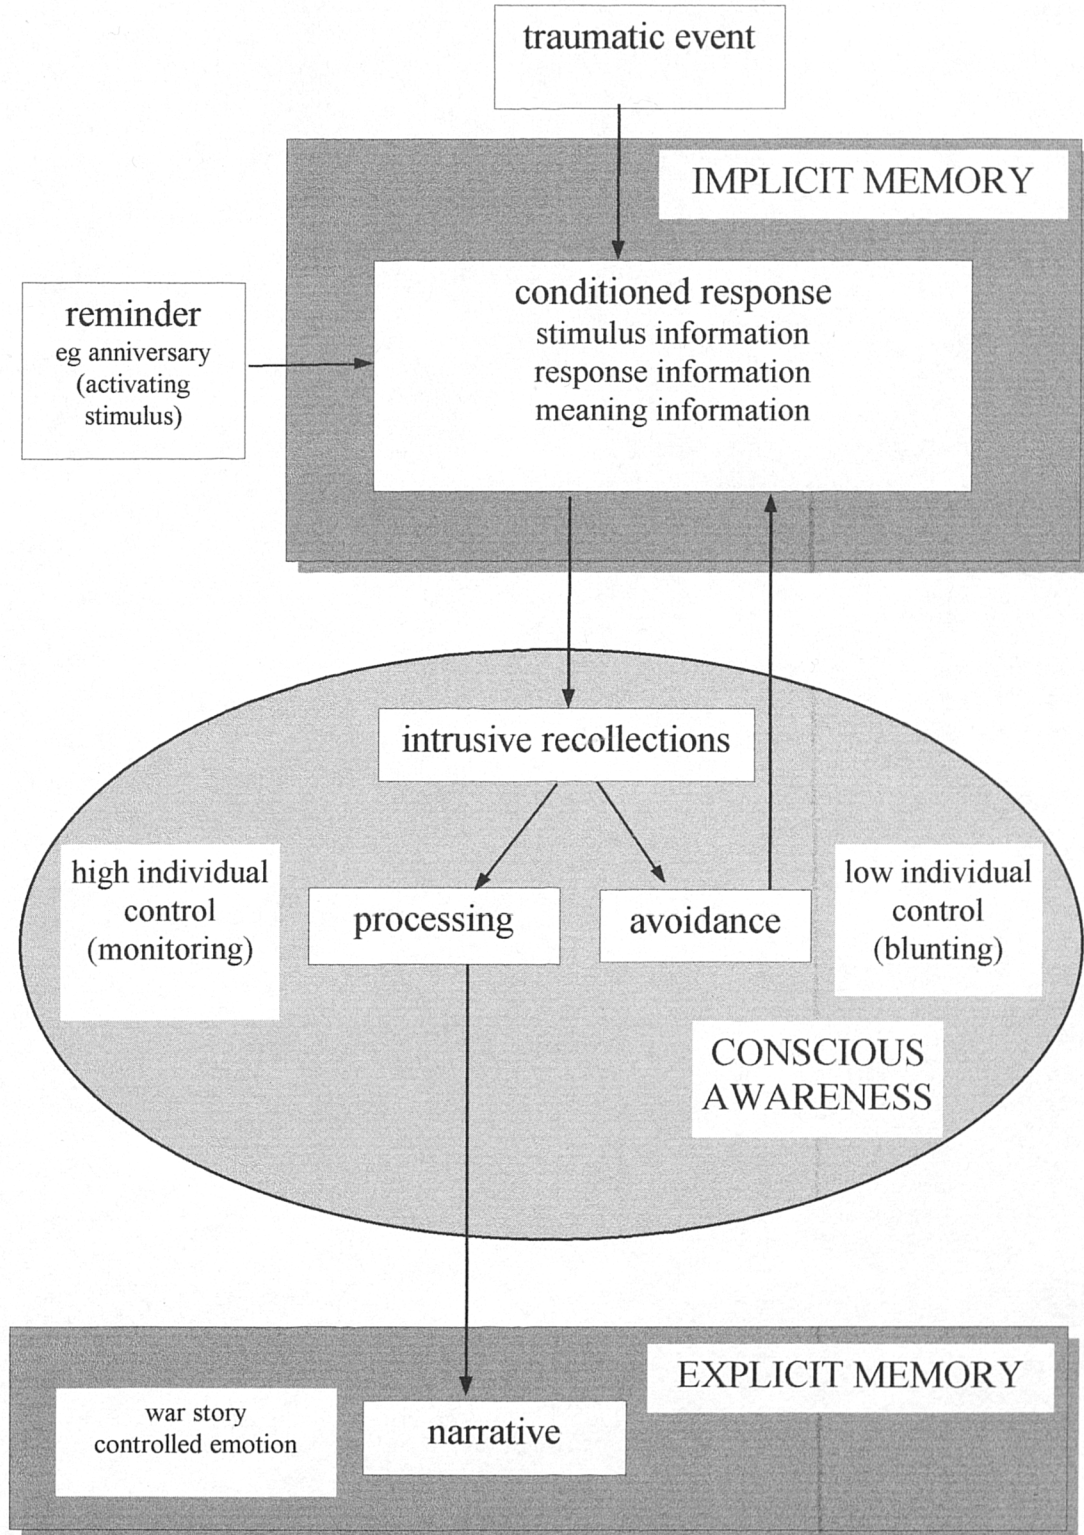 traumatic event
IMPLICIT MEMORY
conditioned response
stimulus information
response information
meaning information
reminder
eg anniversary
(activating
stimulus)
intrusive recollections
high individual
control
(monitoring)
processing
avoidance
low individual
control
(blunting)
CONSCIOUS
AWARENESS
EXPLICIT MEMORY
war story
controlled emotion
narrative